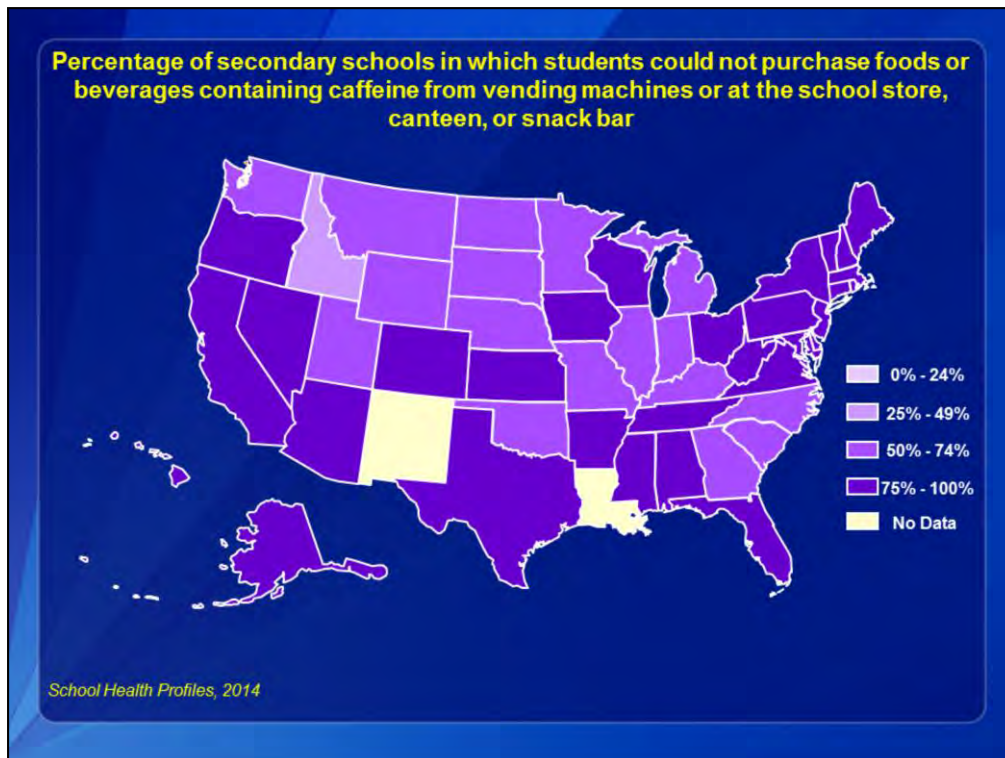 Percentage of secondary schools in which students could not purchase foods or
beverages containing caffeine from vending machines or at the school store,
canteen, or snack bar
0% - 24%
25% - 49%
50% - 74%
75% - 100%
No Data
School Health Profiles, 2014